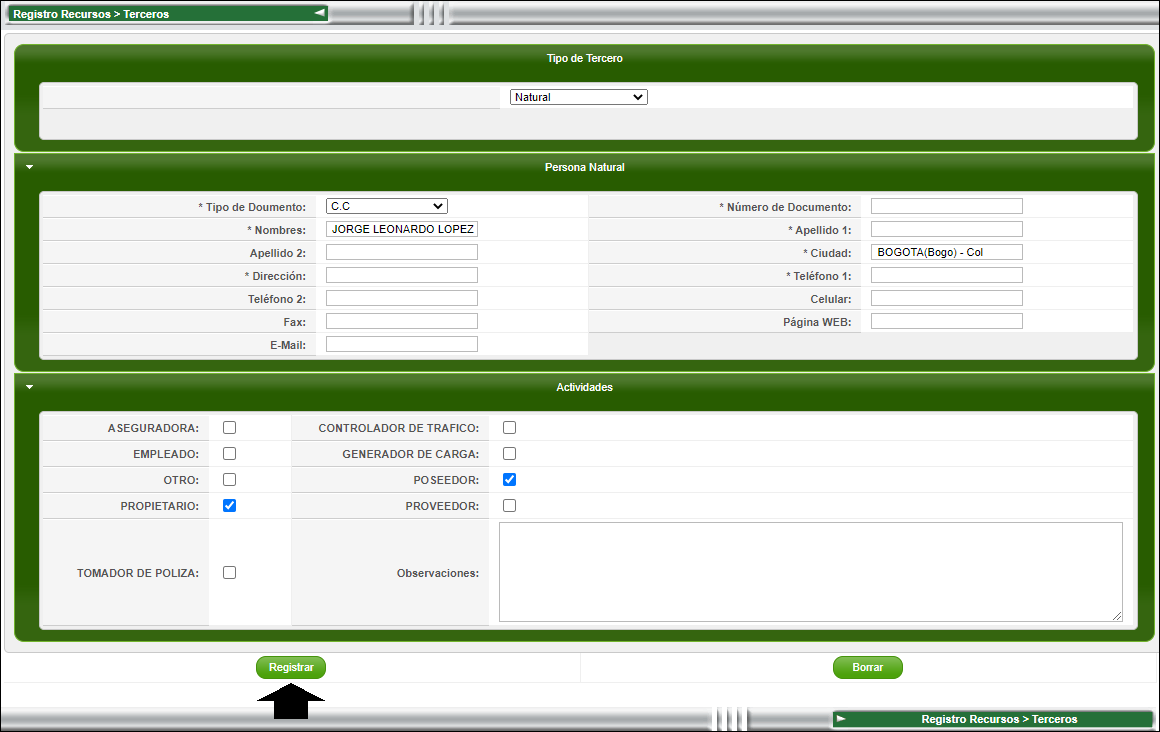 Registro Recursos > Terceros
Tipo de Tercero
Natural
Persona Natural
* Tipo de Doumento: C.C * Número de Documento:
* Nombres: JORGE LEONARDO LOPEZ * Apellido 1:
Apellido 2: * Ciudad: BOGOTA(Bogo) - Col
* Dirección: * Teléfono 1:
Teléfono 2: Celular:
Fax: Página WEB:
E-Mail:
Actividades
ASEGURADORA: CONTROLADOR DE TRAFICO:
EMPLEADO: GENERADOR DE CARGA:
OTRO: POSEEDOR:
PROPIETARIO: PROVEEDOR:
TOMADOR DE POLIZA: Observaciones:
Registrar Borrar
Registro Recursos > Terceros